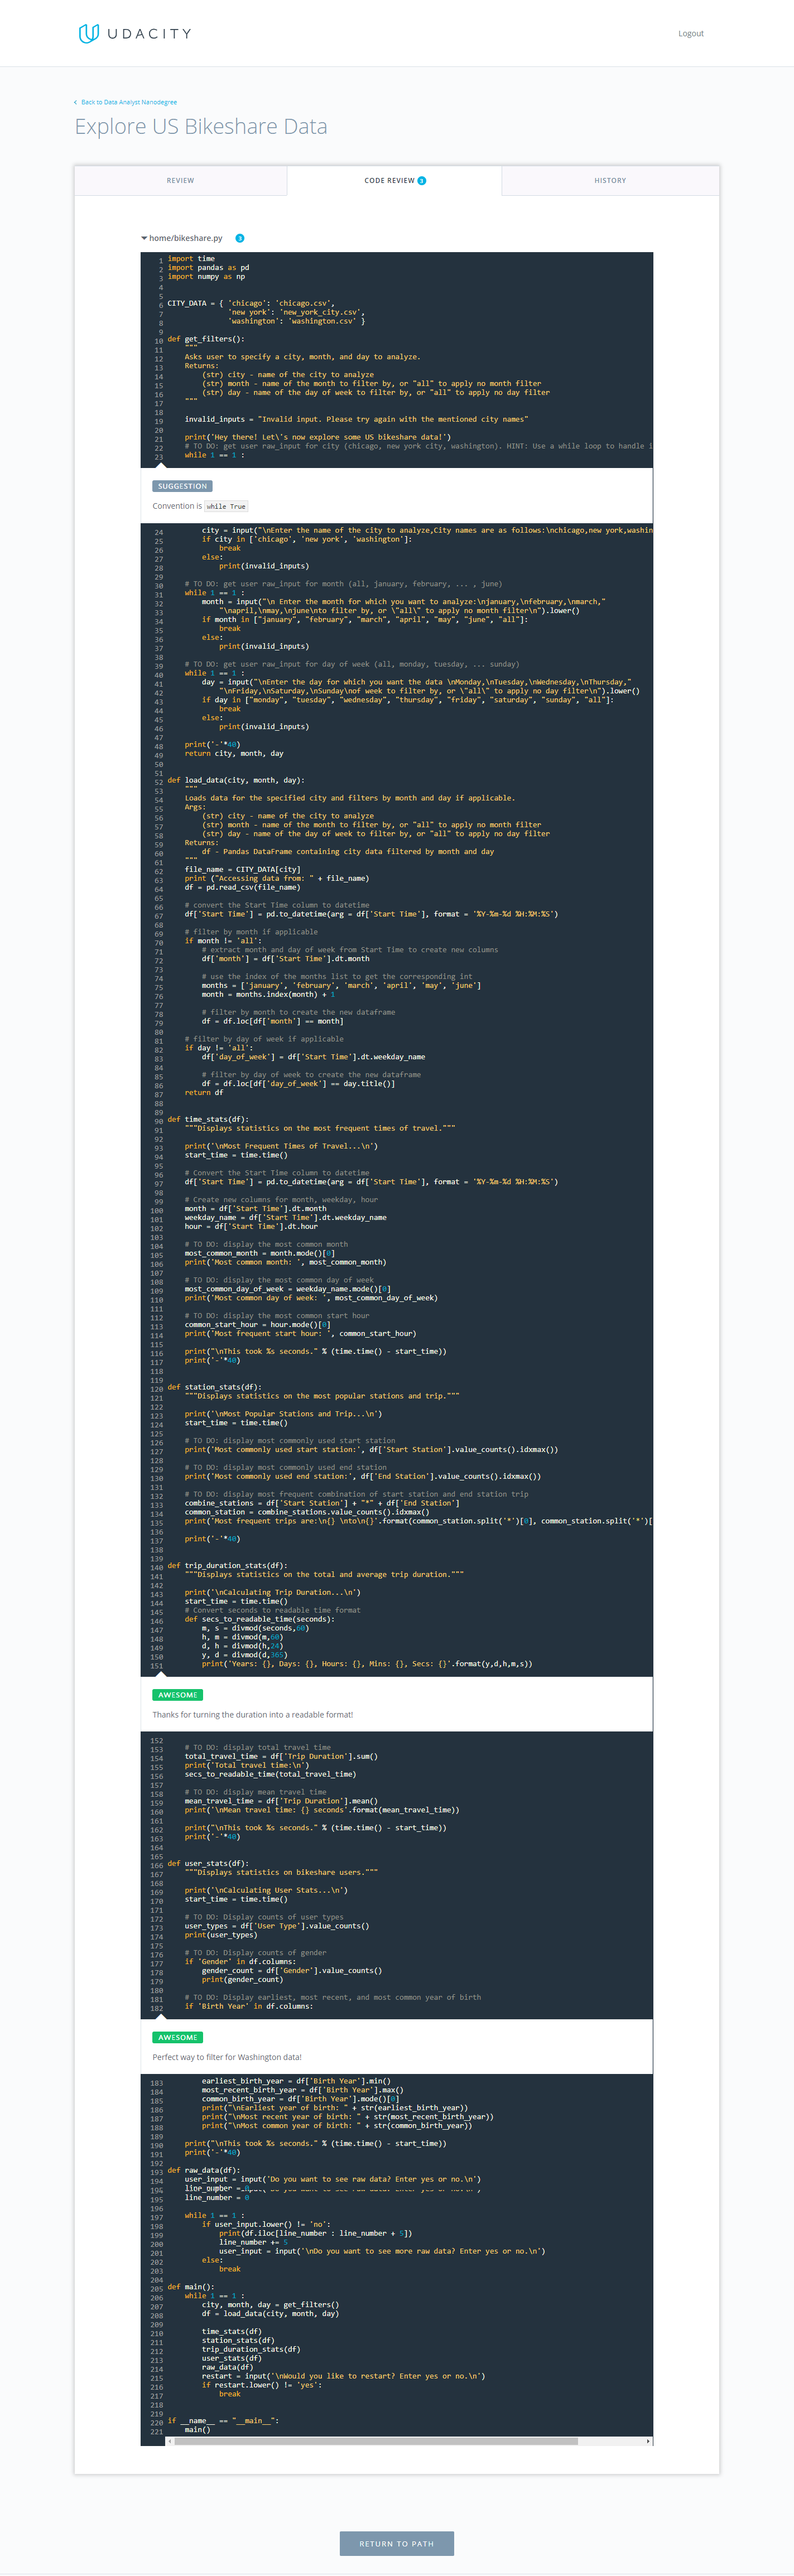 UDACITY
Logout
Back to Data Analyst Nanodegree
Explore US Bikeshare Data
REVIEW
CODE REVIEW 3
HISTORY
home/bikeshare.py 3
1 import time
2 import pandas as pd
3 import numpy as np
4
5
6 CITY_DATA = { 'chicago': 'chicago.csv',
7 'new york': 'new_york_city.csv',
8 'washington': 'washington.csv' }
9
10 def get_filters():
11 """
12 Asks user to specify a city, month, and day to analyze.
13 Returns:
14 (str) city - name of the city to analyze
15 (str) month - name of the month to filter by, or "all" to apply no month filter
16 (str) day - name of the day of week to filter by, or "all" to apply no day filter
17 """
18
19 invalid_inputs = "Invalid input. Please try again with the mentioned city names"
20
21 print('Hey there! Let\'s now explore some US bikeshare data!')
22 # TO DO: get user raw_input for city (chicago, new york city, washington). HINT: Use a while loop to handle i
23 while 1 == 1 :
SUGGESTION
Convention is while True
24 city = input("\nEnter the name of the city to analyze,City names are as follows:\nchicago,\new york,washin
25 if city in ['chicago', 'new york', 'washington']:
26 break
27 else:
28 print(invalid_inputs)
29
30 # TO DO: get user raw_input for month (all, january, february, ... , june)
31 while 1 == 1 :
32 month = input("\n Enter the month for which you want to analyze:\njanuary,\nfebruary,\nmarch,"
33 "\napril,\nmay,\njune\nto filter by, or \"all\" to apply no month filter\n").lower()
34 if month in ["january", "february", "march", "april", "may", "june", "all"]:
35 break
36 else:
37 print(invalid_inputs)
38
39 # TO DO: get user raw_input for day of week (all, monday, tuesday, ... sunday)
40 while 1 == 1 :
41 day = input("\nEnter the day for which you want the data \nMonday,\nTuesday,\nWednesday,\nThursday,"
42 "\nFriday,\nSaturday,\nSunday\nof week to filter by, or \"all\" to apply no day filter\n").lower()
43 if day in ["monday", "tuesday", "wednesday", "thursday", "friday", "saturday", "sunday", "all"]:
44 break
45 else:
46 print(invalid_inputs)
47
48 print('-'*40)
49 return city, month, day
50
51
52 def load_data(city, month, day):
53 """
54 Loads data for the specified city and filters by month and day if applicable.
55 Args:
56 (str) city - name of the city to analyze
57 (str) month - name of the month to filter by, or "all" to apply no month filter
58 (str) day - name of the day of week to filter by, or "all" to apply no day filter
59 Returns:
60 df - Pandas DataFrame containing city data filtered by month and day
61 """
62 file_name = CITY_DATA[city]
63 print ("Accessing data from: " + file_name)
64 df = pd.read_csv(file_name)
65
66 # convert the Start Time column to datetime
67 df['Start Time'] = pd.to_datetime(arg = df['Start Time'], format = '%Y-%m-%d %H:%M:%S')
68
69 # filter by month if applicable
70 if month != 'all':
71 # extract month and day of week from Start Time to create new columns
72 df['month'] = df['Start Time'].dt.month
73
74 # use the index of the months list to get the corresponding int
75 months = ['january', 'february', 'march', 'april', 'may', 'june']
76 month = months.index(month) + 1
77
78 # filter by month to create the new dataframe
79 df = df.loc[df['month'] == month]
80
81 # filter by day of week if applicable
82 if day != 'all':
83 df['day_of_week'] = df['Start Time'].dt.weekday_name
84
85 # filter by day of week to create the new dataframe
86 df = df.loc[df['day_of_week'] == day.title()]
87 return df
88
89
90 def time_stats(df):
91 """Displays statistics on the most frequent times of travel."""
92
93 print('\nMost Frequent Times of Travel...\n')
94 start_time = time.time()
95
96 # Convert the Start Time column to datetime
97 df['Start Time'] = pd.to_datetime(arg = df['Start Time'], format = '%Y-%m-%d %H:%M:%S')
98
99 # Create new columns for month, weekday, hour
100 month = df['Start Time'].dt.month
101 weekday_name = df['Start Time'].dt.weekday_name
102 hour = df['Start Time'].dt.hour
103
104 # TO DO: display the most common month
105 most_common_month = month.mode()[0]
106 print('Most common month: ', most_common_month)
107
108 # TO DO: display the most common day of week
109 most_common_day_of_week = weekday_name.mode()[0]
110 print('Most common day of week: ', most_common_day_of_week)
111
112 # TO DO: display the most common start hour
113 common_start_hour = hour.mode()[0]
114 print('Most frequent start hour: ', common_start_hour)
115
116 print("\nThis took %s seconds." % (time.time() - start_time))
117 print('-'*40)
118
119
120 def station_stats(df):
121 """Displays statistics on the most popular stations and trip."""
122
123 print('\nMost Popular Stations and Trip...\n')
124 start_time = time.time()
125
126 # TO DO: display most commonly used start station
127 print('Most commonly used start station:', df['Start Station'].value_counts().idxmax())
128
129 # TO DO: display most commonly used end station
130 print('Most commonly used end station:', df['End Station'].value_counts().idxmax())
131
132 # TO DO: display most frequent combination of start station and end station trip
133 combine_stations = df['Start Station'] + "*" + df['End Station']
134 common_station = combine_stations.value_counts().idxmax()
135 print('Most frequent trips are:\n{} \nto\n{}'.format(common_station.split('*')[0], common_station.split('*')[
136
137 print('-'*40)
138
139
140 def trip_duration_stats(df):
141 """Displays statistics on the total and average trip duration."""
142
143 print('\nCalculating Trip Duration...\n')
144 start_time = time.time()
145 # Convert seconds to readable time format
146 def secs_to_readable_time(seconds):
147 m, s = divmod(seconds,60)
148 h, m = divmod(m,60)
149 d, h = divmod(h,24)
150 y, d = divmod(d,365)
151 print('Years: {}, Days: {}, Hours: {}, Mins: {}, Secs: {}'.format(y,d,h,m,s))
AWESOME
Thanks for turning the duration into a readable format!
152
153 # TO DO: display total travel time
154 total_travel_time = df['Trip Duration'].sum()
155 print('Total travel time:\n')
156 secs_to_readable_time(total_travel_time)
157
158 # TO DO: display mean travel time
159 mean_travel_time = df['Trip Duration'].mean()
160 print('\nMean travel time: {} seconds'.format(mean_travel_time))
161
162 print("\nThis took %s seconds." % (time.time() - start_time))
163 print('-'*40)
164
165
166 def user_stats(df):
167 """Displays statistics on bikeshare users."""
168
169 print('\nCalculating User Stats...\n')
170 start_time = time.time()
171
172 # TO DO: Display counts of user types
173 user_types = df['User Type'].value_counts()
174 print(user_types)
175
176 # TO DO: Display counts of gender
177 if 'Gender' in df.columns:
178 gender_count = df['Gender'].value_counts()
179 print(gender_count)
180
181 # TO DO: Display earliest, most recent, and most common year of birth
182 if 'Birth Year' in df.columns:
AWESOME
Perfect way to filter for Washington data!
183 earliest_birth_year = df['Birth Year'].min()
184 most_recent_birth_year = df['Birth Year'].max()
185 common_birth_year = df['Birth Year'].mode()[0]
186 print("\nEarliest year of birth: " + str(earliest_birth_year))
187 print("\nMost recent year of birth: " + str(most_recent_birth_year))
188 print("\nMost common year of birth: " + str(common_birth_year))
189
190 print("\nThis took %s seconds." % (time.time() - start_time))
191 print('-'*40)
192
193 def raw_data(df):
194 user_input = input('Do you want to see raw data? Enter yes or no.\n')
195 line_number = 0
196
197 while 1 == 1 :
198 if user_input.lower() != 'no':
199 print(df.iloc[line_number : line_number + 5])
200 line_number += 5
201 user_input = input('\nDo you want to see more raw data? Enter yes or no.\n')
202 else:
203 break
204
205 def main():
206 while 1 == 1 :
207 city, month, day = get_filters()
208 df = load_data(city, month, day)
209
210 time_stats(df)
211 station_stats(df)
212 trip_duration_stats(df)
213 user_stats(df)
214 raw_data(df)
215 restart = input('\nWould you like to restart? Enter yes or no.\n')
216 if restart.lower() != 'yes':
217 break
218
219
220 if __name__ == "__main__":
221 main()
RETURN TO PATH